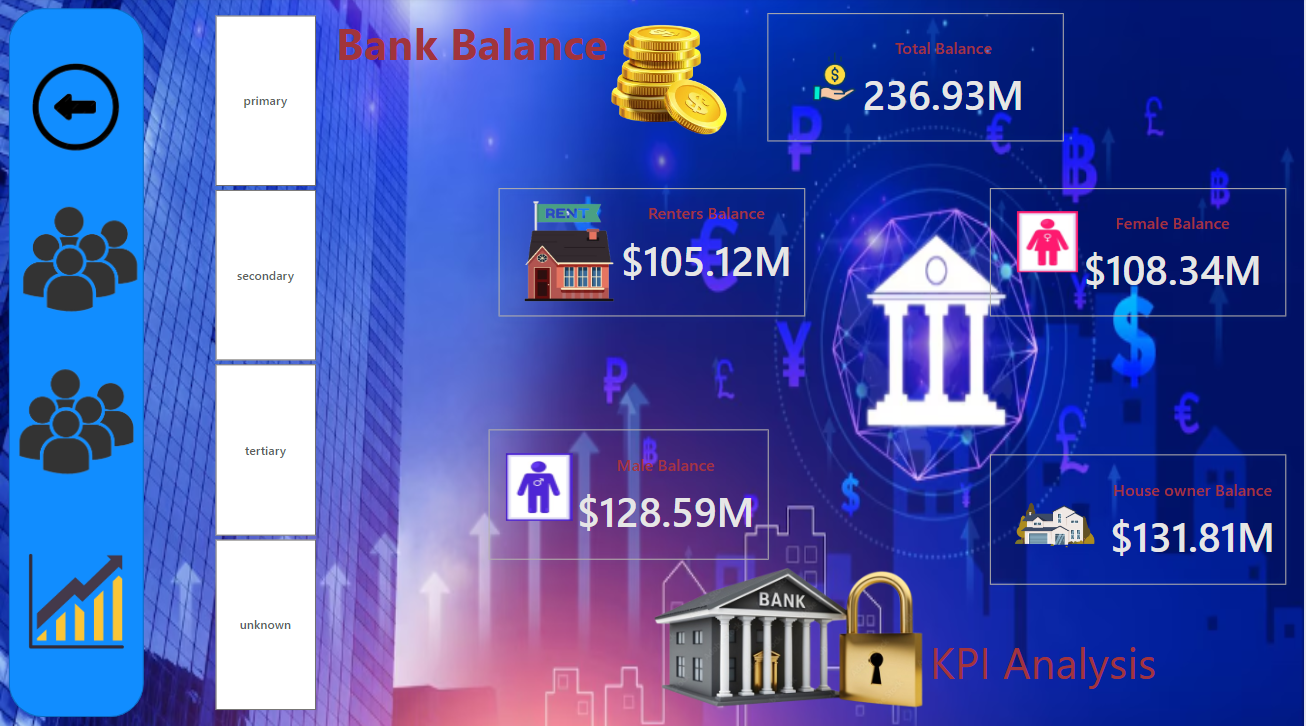 Bank Balance
Total Balance
236.93M
primary
secondary
tertiary
unknown
RENT
Renters Balance
$105.12M
Female Balance
$108.34M
Male Balance
$128.59M
House owner Balance
$131.81M
BANK
KPI Analysis